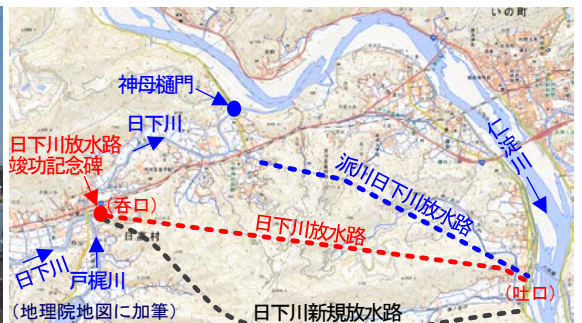 いの町
神母樋門
日下川
仁淀川
日下川放水路
竣功記念碑
(呑口)
派川日下川放水路
日下川放水路
日高村
日下川
戸梶川
(吐口)
(地理院地図に加筆)
日下川新規放水路